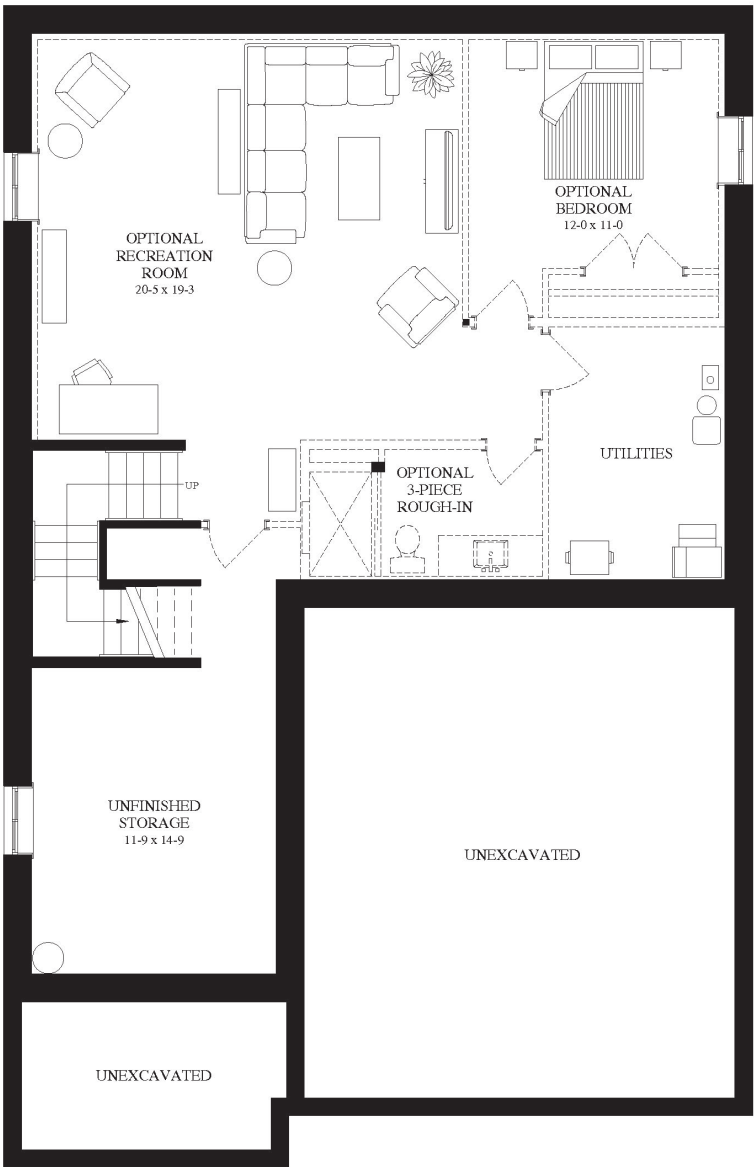 OPTIONAL
BEDROOM
12-0 x 11-0
OPTIONAL
RECREATION
ROOM
20-5 x 19-3
UTILITIES
OPTIONAL
3-PIECE
ROUGH-IN
UP
UNFINISHED
STORAGE
11-9 x 14-9
UNEXCAVATED
UNEXCAVATED